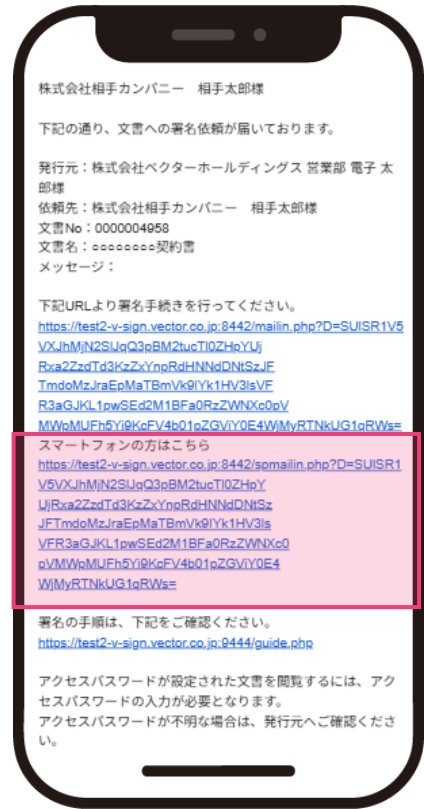 株式会社相手カンパニー　相手太郎様
下記の通り、文書への署名依頼が届いております。
発行元：株式会社ベクターホールディングス 営業部 電子 太
郎様
依頼先：株式会社相手カンパニー　相手太郎様
文書No：0000004958
文書名：○○○○○○○○契約書
メッセージ：
下記URLより署名手続きを行ってください。
https://test2-v-sign.vector.co.jp:8442/mailin.php?D=SUlSR1V5
VXJhMjN2SlJqQ3pBM2tucTl0ZHpYUj
Rxa2ZzdTd3KzZxYnpRdHNNdDNtSzJF
TmdoMzJraEpMaTBmVk9lYk1HV3lsVF
R3aGJKL1pwSEd2M1BFa0RzZWNXc0pV
MWpMUFh5Yi9KcFV4b01pZGViY0E4WjMyRTNkUG1qRWs=
スマートフォンの方はこちら
https://test2-v-sign.vector.co.jp:8442/spmailin.php?D=SUlSR1
V5VXJhMjN2SlJqQ3pBM2tucTl0ZHpY
UjRxa2ZzdTd3KzZxYnpRdHNNdDNtSz
JFTmdoMzJraEpMaTBmVk9lYk1HV3ls
VFR3aGJKL1pwSEd2M1BFa0RzZWNXc0
pVMWpMUFh5Yi9KcFV4b01pZGViY0E4
WjMyRTNkUG1qRWs=
署名の手順は、下記をご確認ください。
https://test2-v-sign.vector.co.jp:9444/guide.php
アクセスパスワードが設定された文書を閲覧するには、アク
セスパスワードの入力が必要となります。
アクセスパスワードが不明な場合は、発行元へご確認くださ
い。